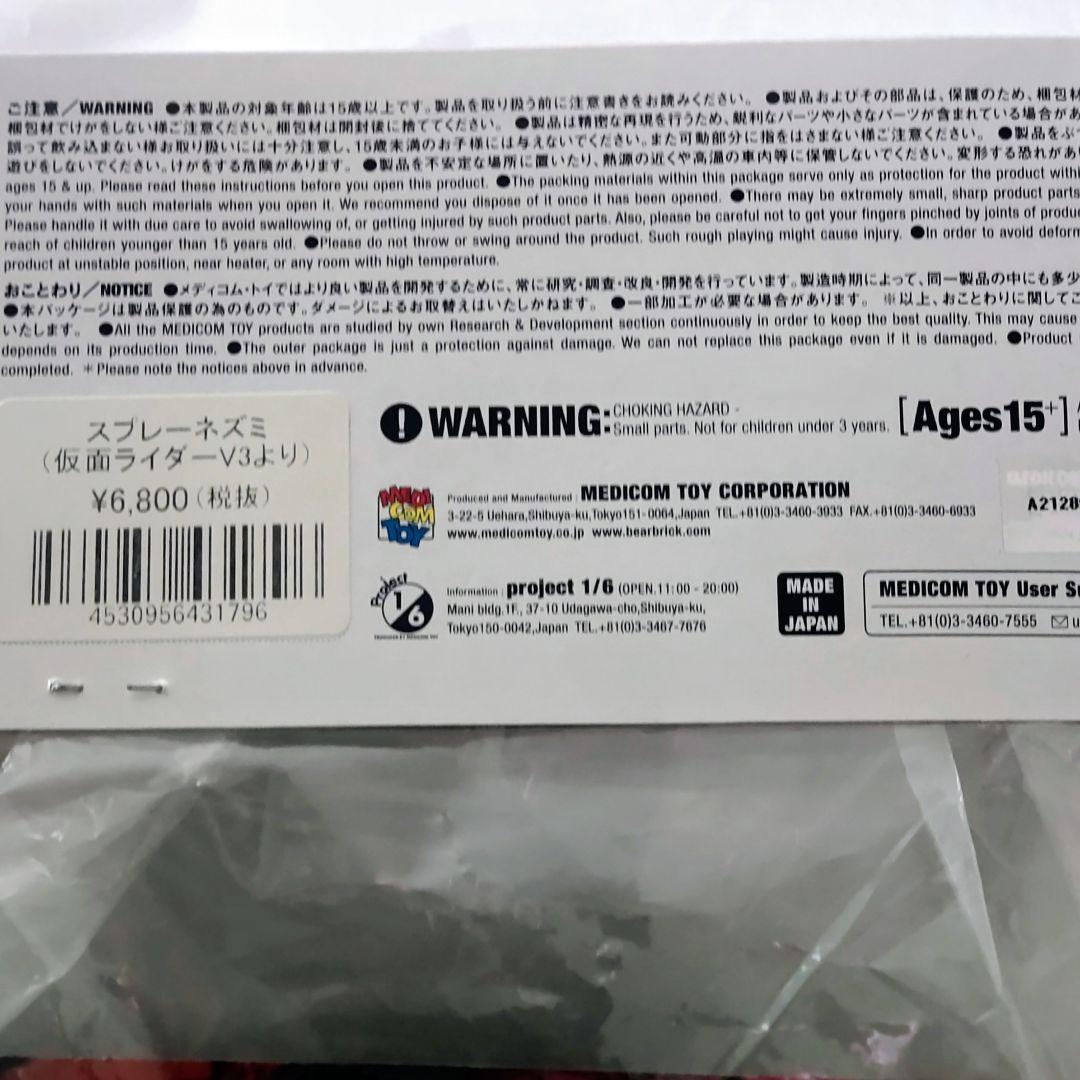 ご注意／WARNING ●本製品の対象年齢は15歳以上です。製品を取り扱う前に注意書きをお読みください。 ●製品およびその部品は、保護のため、梱包材
梱包材でけがをしない様ご注意ください。梱包材は開封後に捨ててください。 ●製品は精密な再現を行うため、鋭利なパーツや小さなパーツが含まれている場合があ
誤って飲み込まない様お取り扱いには十分注意し、15歳未満のお子様には与えないでください。また可動部分に指をはさまない様ご注意ください。 ●製品をぶ
遊びをしないでください。けがをする危険があります。 ●製品を不安定な場所に置いたり、熱源の近くや高温の車内等に保管しないでください。変形する恐れがあ
ages 15 & up. Please read these instructions before you open this product. ●The packing materials within this package serve only as protection for the product withi
your hands with such materials when you open it. We recommend you dispose of it once it has been opened. ●There may be extremely small, sharp product parts
Please handle it with due care to avoid swallowing of, or getting injured by such product parts. Also, please be careful not to get your fingers pinched by joints of produc
reach of children younger than 15 years old. ●Please do not throw or swing around the product. Such rough playing might cause injury. ●In order to avoid deform
product at unstable position, near heater, or any room with high temperature.
おことわり／NOTICE ●メディコム・トイではより良い製品を開発するために、常に研究・調査・改良・開発を行っています。製造時期によって、同一製品の中にも多少
●本パッケージは製品保護の為のものです。ダメージによるお取替えはいたしかねます。 ●一部加工が必要な場合があります。 ※以上、おことわりに関してご
いたします。 ●All the MEDICOM TOY products are studied by own Research & Development section continuously in order to keep the best quality. This may cause
depends on its production time. ●The outer package is just a protection against damage. We can not replace this package even if it is damaged. ●Product
completed. ＊Please note the notices above in advance.
スプレーネズミ
（仮面ライダーV3より）
¥6,800（税抜）
4530956431796
WARNING: CHOKING HAZARD -
Small parts. Not for children under 3 years. [Ages15+]
MEDI COM TOY
Produced and Manufactured : MEDICOM TOY CORPORATION
3-22-5 Uehara,Shibuya-ku,Tokyo151-0064,Japan TEL.+81(0)3-3460-3933 FAX.+81(0)3-3460-6933
www.medicomtoy.co.jp www.bearbrick.com
A2128
Project 1/6
Information : project 1/6 (OPEN.11:00 - 20:00)
Mani bldg.1F, 37-10 Udagawa-cho,Shibuya-ku,
Tokyo150-0042,Japan TEL.+81(0)3-3467-7676
MADE
IN
JAPAN
MEDICOM TOY User Se
TEL.+81(0)3-3460-7555 u